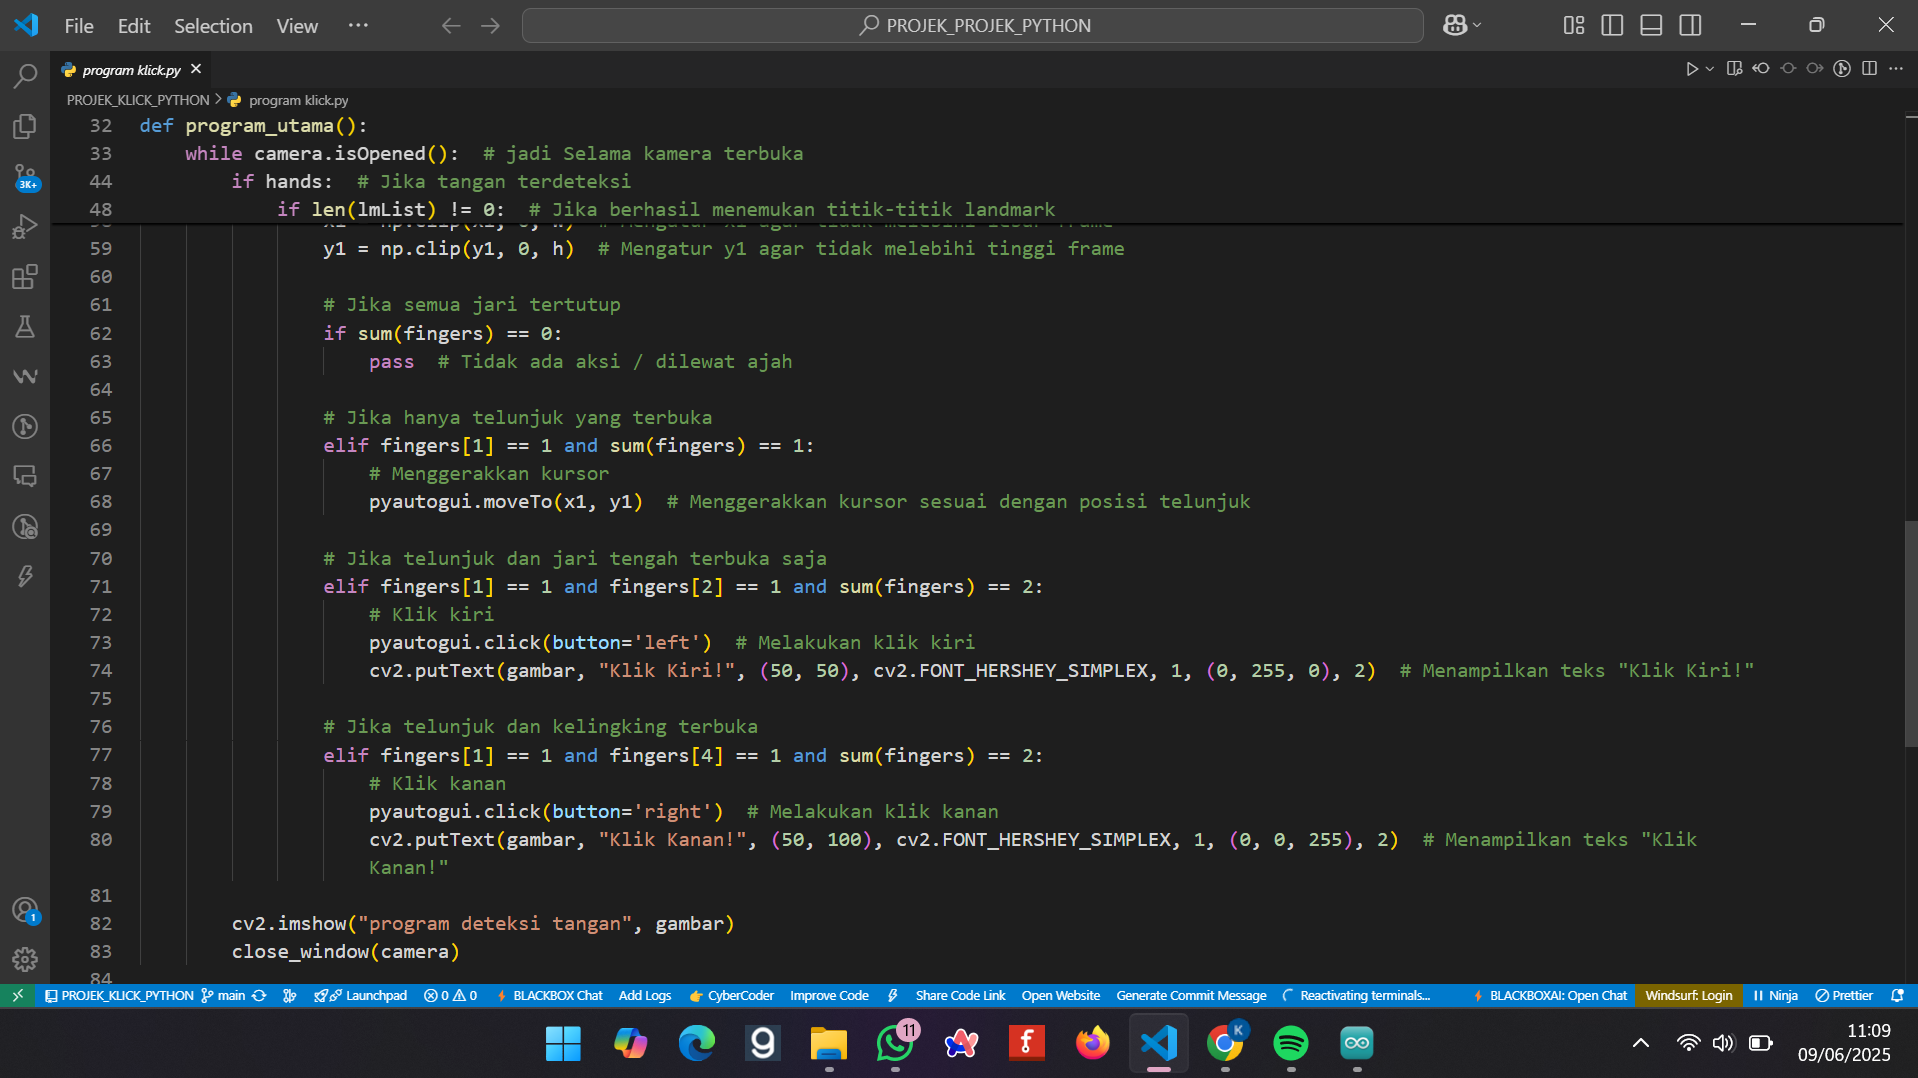 File Edit Selection View ··· PROJEK_PROJEK_PYTHON
program klick.py
PROJEK_KLICK_PYTHON > program klick.py
32 def program_utama():
33 while camera.isOpened(): # jadi Selama kamera terbuka
44 if hands: # Jika tangan terdeteksi
48 if len(lmList) != 0: # Jika berhasil menemukan titik-titik landmark
59 y1 = np.clip(y1, 0, h) # Mengatur y1 agar tidak melebihi tinggi frame
60
61 # Jika semua jari tertutup
62 if sum(fingers) == 0:
63 pass # Tidak ada aksi / dilewat ajah
64
65 # Jika hanya telunjuk yang terbuka
66 elif fingers[1] == 1 and sum(fingers) == 1:
67 # Menggerakkan kursor
68 pyautogui.moveTo(x1, y1) # Menggerakkan kursor sesuai dengan posisi telunjuk
69
70 # Jika telunjuk dan jari tengah terbuka saja
71 elif fingers[1] == 1 and fingers[2] == 1 and sum(fingers) == 2:
72 # Klik kiri
73 pyautogui.click(button='left') # Melakukan klik kiri
74 cv2.putText(gambar, "Klik Kiri!", (50, 50), cv2.FONT_HERSHEY_SIMPLEX, 1, (0, 255, 0), 2) # Menampilkan teks "Klik Kiri!"
75
76 # Jika telunjuk dan kelingking terbuka
77 elif fingers[1] == 1 and fingers[4] == 1 and sum(fingers) == 2:
78 # Klik kanan
79 pyautogui.click(button='right') # Melakukan klik kanan
80 cv2.putText(gambar, "Klik Kanan!", (50, 100), cv2.FONT_HERSHEY_SIMPLEX, 1, (0, 0, 255), 2) # Menampilkan teks "Klik
Kanan!"
81
82 cv2.imshow("program deteksi tangan", gambar)
83 close_window(camera)
84
3K+
1
PROJEK_KLICK_PYTHON main Launchpad 0 0 BLACKBOX Chat Add Logs CyberCoder Improve Code Share Code Link Open Website Generate Commit Message Reactivating terminals... BLACKBOXAI: Open Chat Windsurf: Login Ninja Prettier
11 K
11:09
09/06/2025